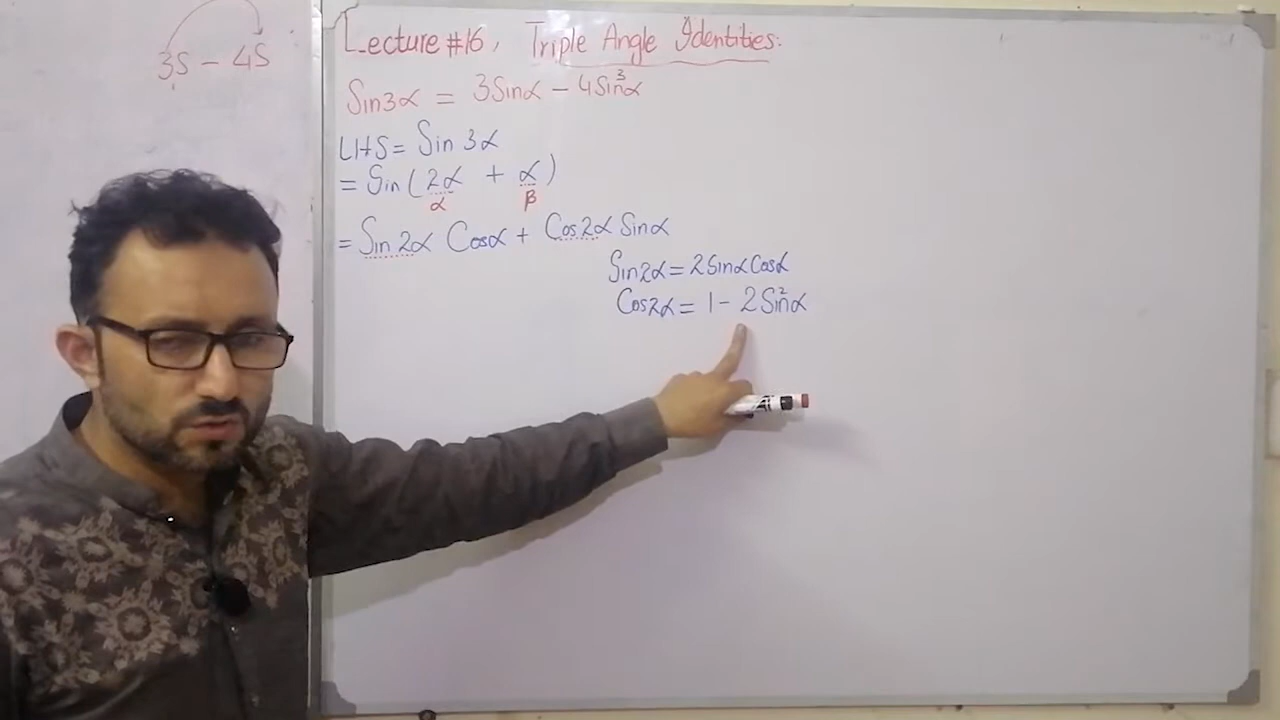 3S - 4S
Lecture #16, Triple Angle Identities:
Sin3α = 3Sinα - 4Sin³α
LHS = Sin 3α
= Sin (2α + α)
α β
= Sin 2α Cosα + Cos2α Sinα
Sin2α = 2SinαCosα
Cos2α = 1 - 2Sin²α